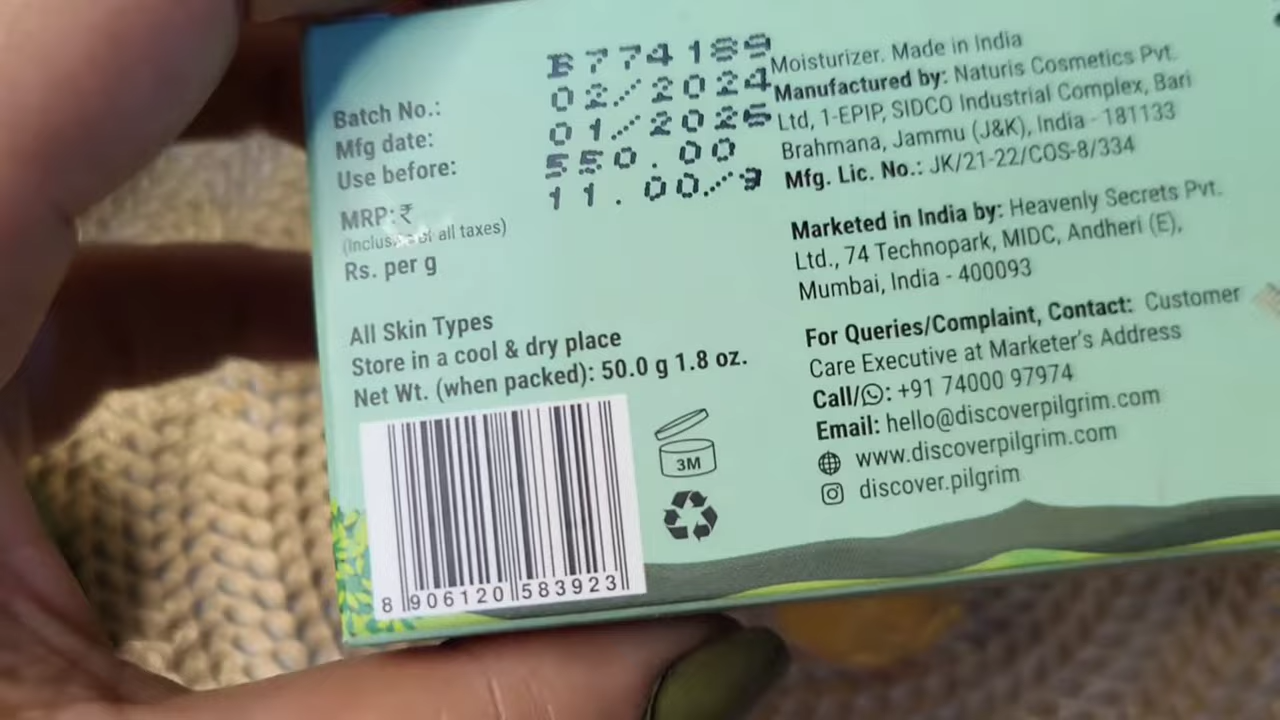 Batch No.: B774189
Mfg date: 02/2024
Use before: 01/2026
MRP: ₹ 550.00
(Inclusive of all taxes)
Rs. per g 11.00/g
All Skin Types
Store in a cool & dry place
Net Wt. (when packed): 50.0 g 1.8 oz.
8 906120 583923
3M
Moisturizer. Made in India
Manufactured by: Naturis Cosmetics Pvt.
Ltd, 1-EPIP, SIDCO Industrial Complex, Bari
Brahmana, Jammu (J&K), India - 181133
Mfg. Lic. No.: JK/21-22/COS-8/334
Marketed in India by: Heavenly Secrets Pvt.
Ltd., 74 Technopark, MIDC, Andheri (E),
Mumbai, India - 400093
For Queries/Complaint, Contact: Customer
Care Executive at Marketer's Address
Call/: +91 74000 97974
Email: hello@discoverpilgrim.com
www.discoverpilgrim.com
discover.pilgrim